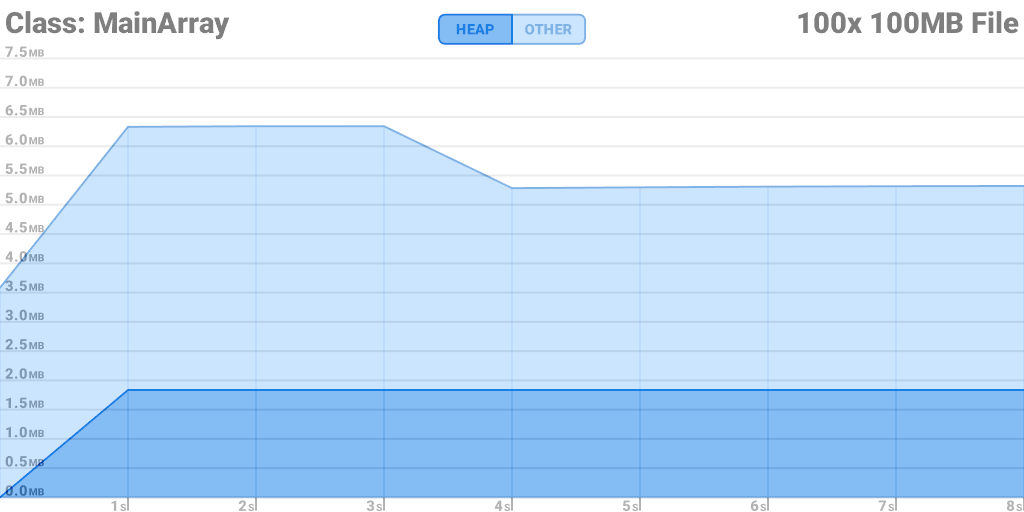 Class: MainArray
HEAP OTHER
100x 100MB File
7.5MB
7.0MB
6.5MB
6.0MB
5.5MB
5.0MB
4.5MB
4.0MB
3.5MB
3.0MB
2.5MB
2.0MB
1.5MB
1.0MB
0.5MB
0.0MB
1s 2s 3s 4s 5s 6s 7s 8s